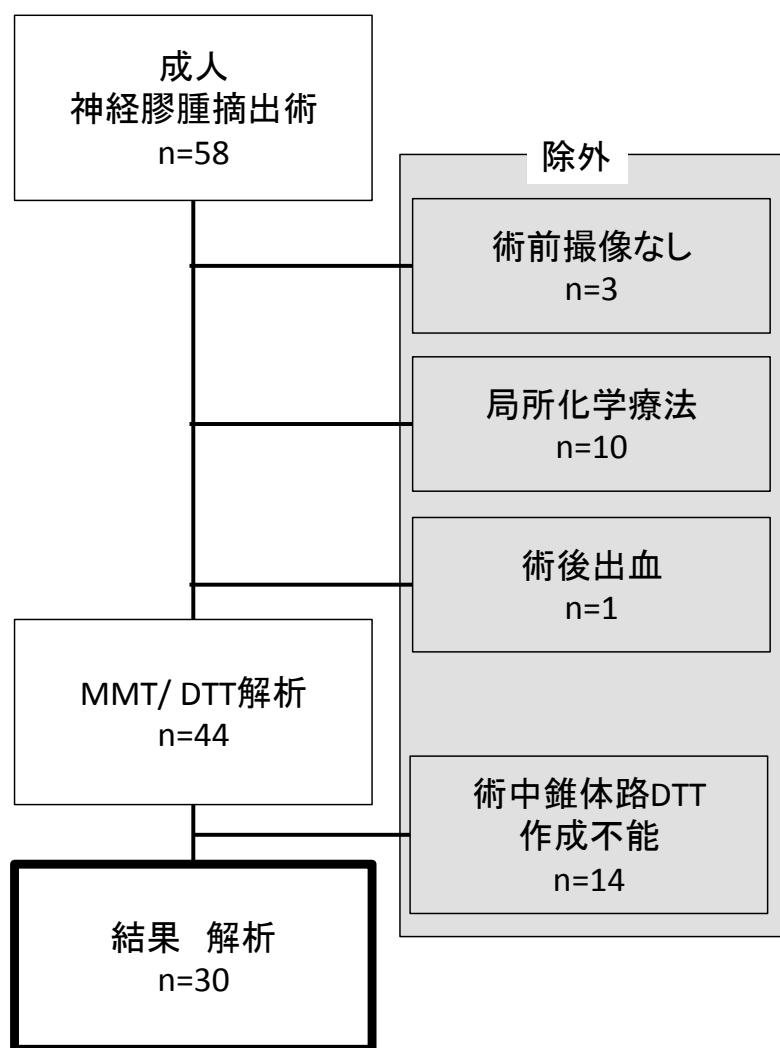 成人
神経膠腫摘出術
n=58
除外
術前撮像なし
n=3
局所化学療法
n=10
術後出血
n=1
MMT/ DTT解析
n=44
術中錐体路DTT
作成不能
n=14
結果　解析
n=30